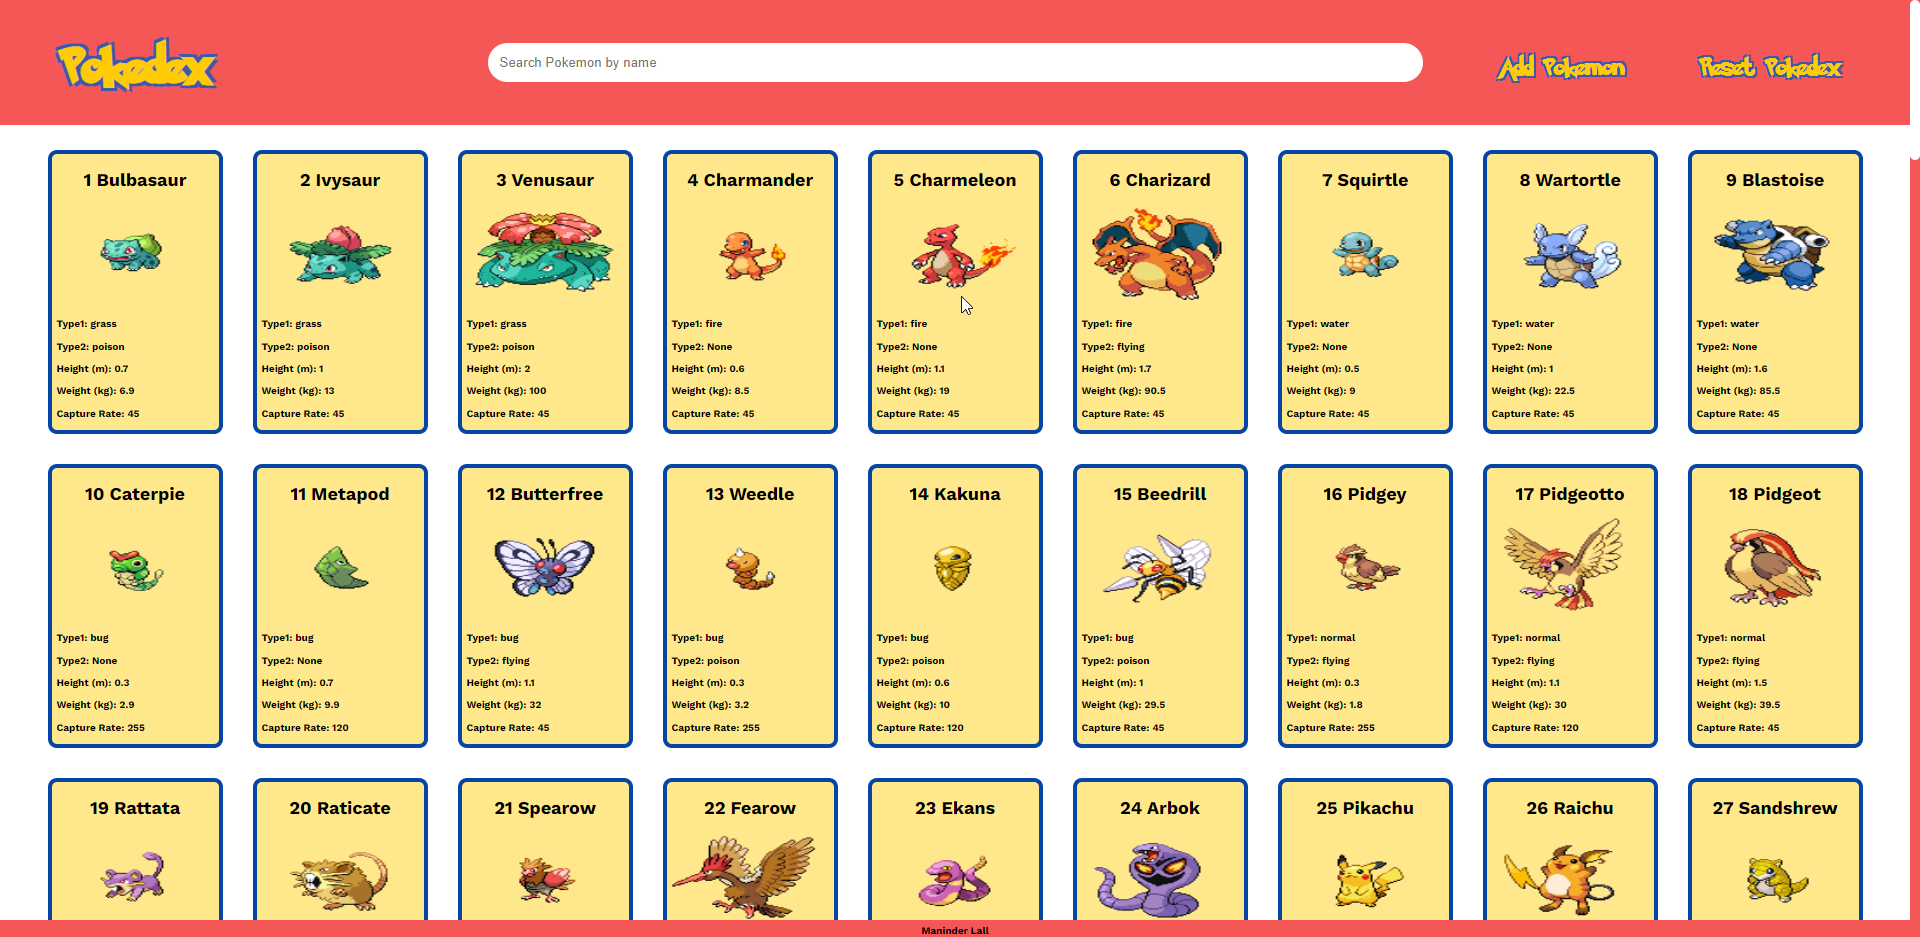 Pokedex
Search Pokemon by name
Add Pokemon
Reset Pokedex
1 Bulbasaur
Type1: grass
Type2: poison
Height (m): 0.7
Weight (kg): 6.9
Capture Rate: 45
2 Ivysaur
Type1: grass
Type2: poison
Height (m): 1
Weight (kg): 13
Capture Rate: 45
3 Venusaur
Type1: grass
Type2: poison
Height (m): 2
Weight (kg): 100
Capture Rate: 45
4 Charmander
Type1: fire
Type2: None
Height (m): 0.6
Weight (kg): 8.5
Capture Rate: 45
5 Charmeleon
Type1: fire
Type2: None
Height (m): 1.1
Weight (kg): 19
Capture Rate: 45
6 Charizard
Type1: fire
Type2: flying
Height (m): 1.7
Weight (kg): 90.5
Capture Rate: 45
7 Squirtle
Type1: water
Type2: None
Height (m): 0.5
Weight (kg): 9
Capture Rate: 45
8 Wartortle
Type1: water
Type2: None
Height (m): 1
Weight (kg): 22.5
Capture Rate: 45
9 Blastoise
Type1: water
Type2: None
Height (m): 1.6
Weight (kg): 85.5
Capture Rate: 45
10 Caterpie
Type1: bug
Type2: None
Height (m): 0.3
Weight (kg): 2.9
Capture Rate: 255
11 Metapod
Type1: bug
Type2: None
Height (m): 0.7
Weight (kg): 9.9
Capture Rate: 120
12 Butterfree
Type1: bug
Type2: flying
Height (m): 1.1
Weight (kg): 32
Capture Rate: 45
13 Weedle
Type1: bug
Type2: poison
Height (m): 0.3
Weight (kg): 3.2
Capture Rate: 255
14 Kakuna
Type1: bug
Type2: poison
Height (m): 0.6
Weight (kg): 10
Capture Rate: 120
15 Beedrill
Type1: bug
Type2: poison
Height (m): 1
Weight (kg): 29.5
Capture Rate: 45
16 Pidgey
Type1: normal
Type2: flying
Height (m): 0.3
Weight (kg): 1.8
Capture Rate: 255
17 Pidgeotto
Type1: normal
Type2: flying
Height (m): 1.1
Weight (kg): 30
Capture Rate: 120
18 Pidgeot
Type1: normal
Type2: flying
Height (m): 1.5
Weight (kg): 39.5
Capture Rate: 45
19 Rattata
20 Raticate
21 Spearow
22 Fearow
23 Ekans
24 Arbok
25 Pikachu
26 Raichu
27 Sandshrew
Maninder Lall